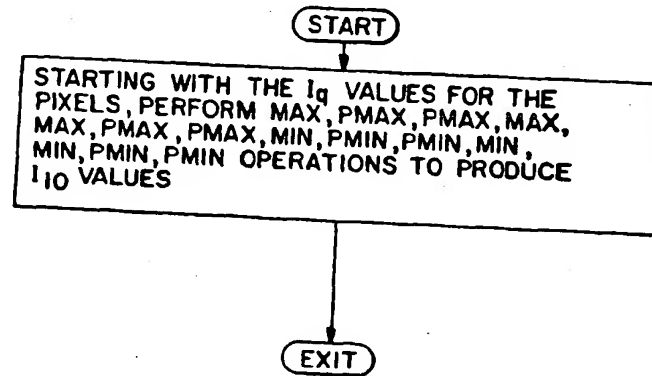 START
STARTING WITH THE Iq VALUES FOR THE
PIXELS, PERFORM MAX, PMAX, PMAX, MAX,
MAX, PMAX, PMAX, MIN, PMIN, PMIN, MIN,
MIN, PMIN, PMIN OPERATIONS TO PRODUCE
I10 VALUES
EXIT